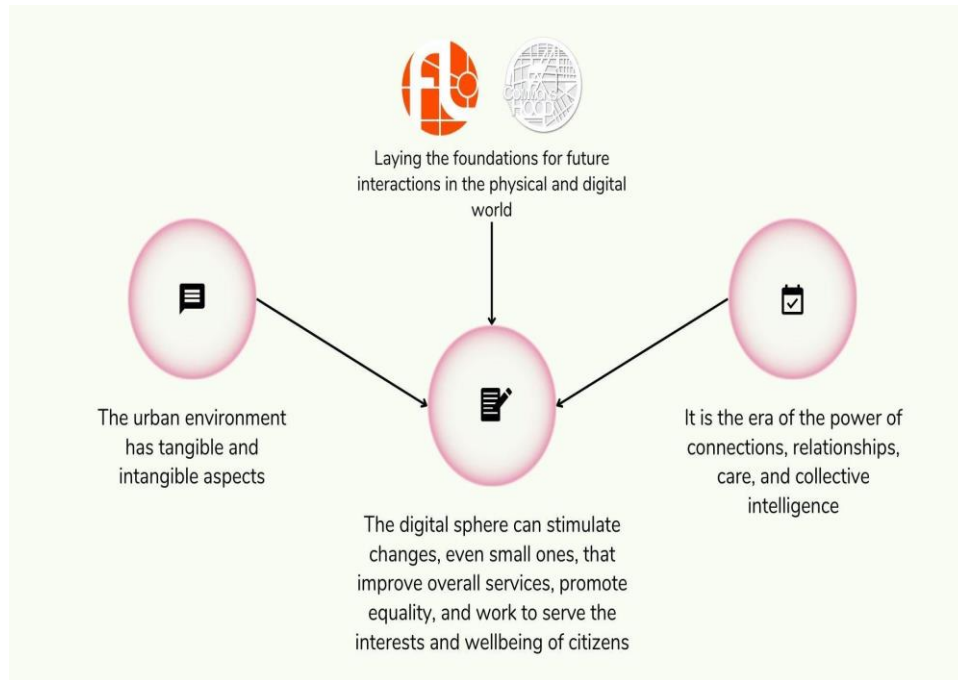 fl
COMMONS
HOOD
Laying the foundations for future
interactions in the physical and digital
world
The urban environment
has tangible and
intangible aspects
It is the era of the power of
connections, relationships,
care, and collective
intelligence
The digital sphere can stimulate
changes, even small ones, that
improve overall services, promote
equality, and work to serve the
interests and wellbeing of citizens